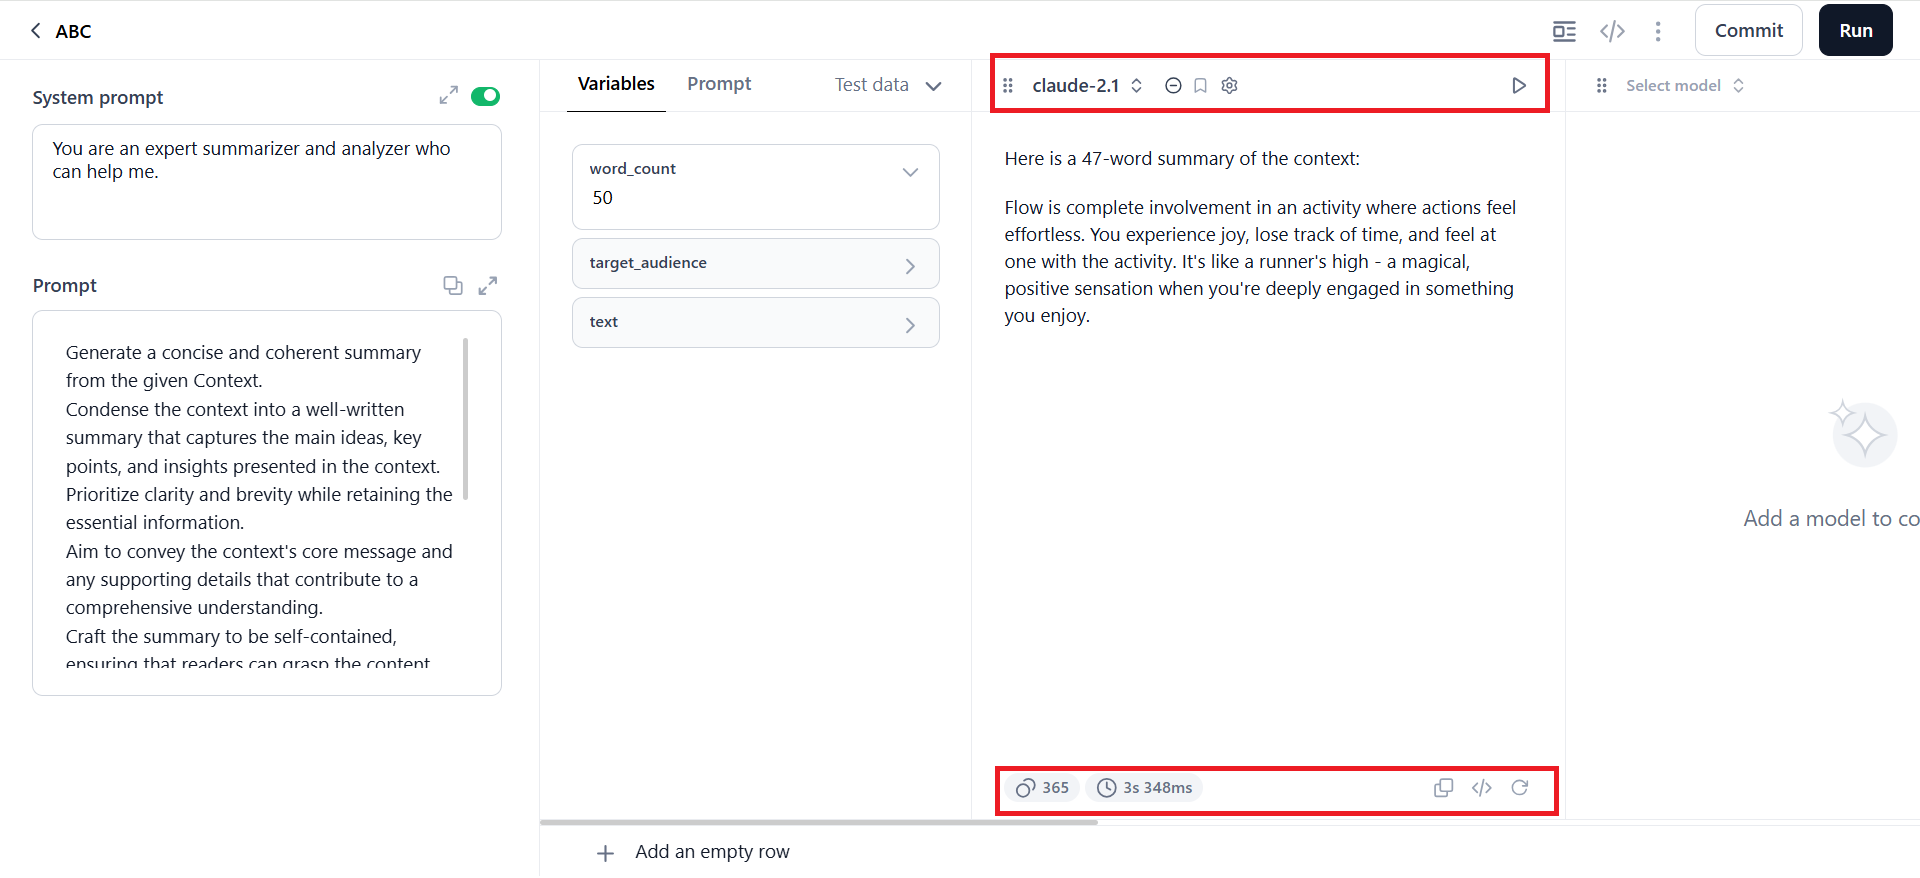 ABC
Commit
Run
System prompt
You are an expert summarizer and analyzer who
can help me.
Prompt
Generate a concise and coherent summary
from the given Context.
Condense the context into a well-written
summary that captures the main ideas, key
points, and insights presented in the context.
Prioritize clarity and brevity while retaining the
essential information.
Aim to convey the context's core message and
any supporting details that contribute to a
comprehensive understanding.
Craft the summary to be self-contained,
ensuring that readers can grasp the content
Variables
Prompt
Test data
word_count
50
target_audience
text
claude-2.1
Here is a 47-word summary of the context:
Flow is complete involvement in an activity where actions feel
effortless. You experience joy, lose track of time, and feel at
one with the activity. It's like a runner's high - a magical,
positive sensation when you're deeply engaged in something
you enjoy.
365
3s 348ms
Select model
Add a model to co
Add an empty row